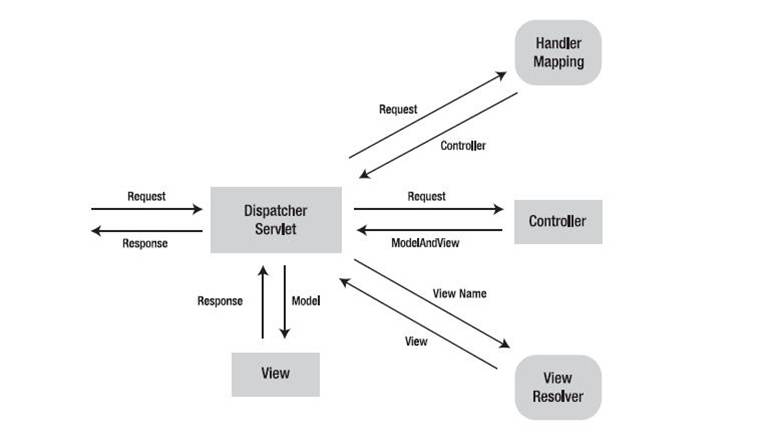 Handler
Mapping
Request
Controller
Request
Response
Dispatcher
Servlet
Request
ModelAndView
Controller
Response
Model
View Name
View
View
View
Resolver